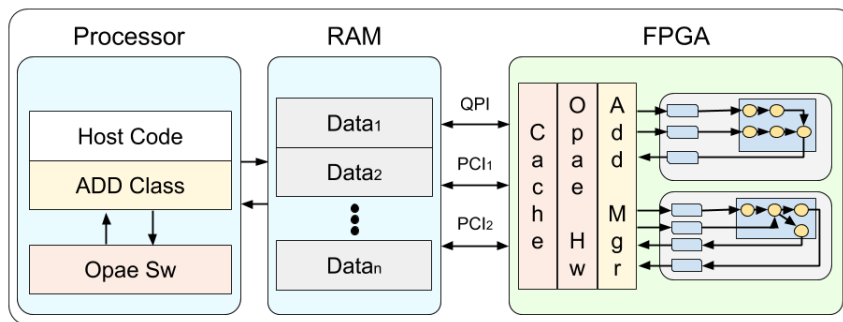 Processor
RAM
FPGA
Host Code
ADD Class
Opae Sw
Data1
Data2
Datan
QPI
PCI1
PCI2
Cache
Opae Hw
Add Mgr